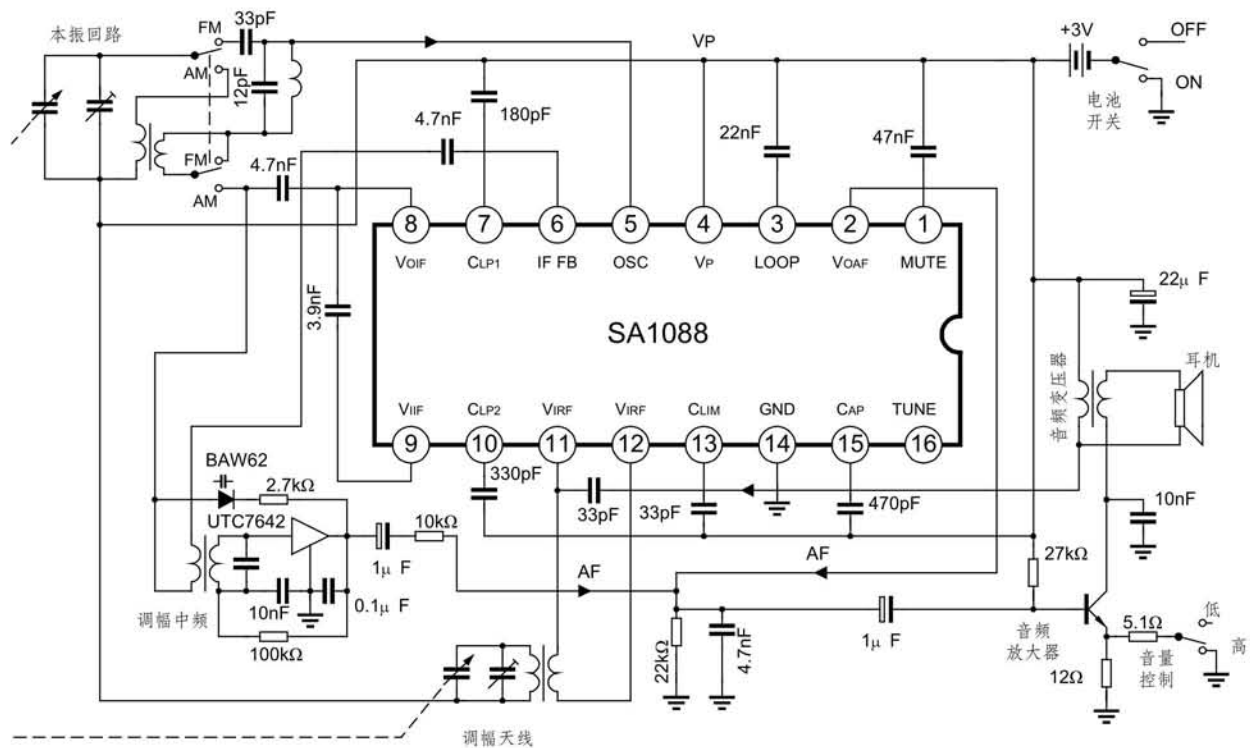 本振回路
FM
33pF
VP
+3V
OFF
AM
12pF
ON
电池
开关
4.7nF
180pF
22nF
47nF
FM
4.7nF
AM
8
7
6
5
4
3
2
1
VOIF
CLP1
IF FB
OSC
VP
LOOP
VOAF
MUTE
22μ F
3.9nF
SA1088
音频变压器
耳机
VIIF
CLP2
VIRF
VIRF
CLIM
GND
CAP
TUNE
9
10
11
12
13
14
15
16
BAW62
330pF
2.7kΩ
33pF
33pF
470pF
10nF
UTC7642
10kΩ
1μ F
AF
27kΩ
AF
10nF
0.1μ F
调幅中频
100kΩ
22kΩ
4.7nF
1μ F
音频
放大器
5.1Ω
低
高
音量
控制
12Ω
调幅天线